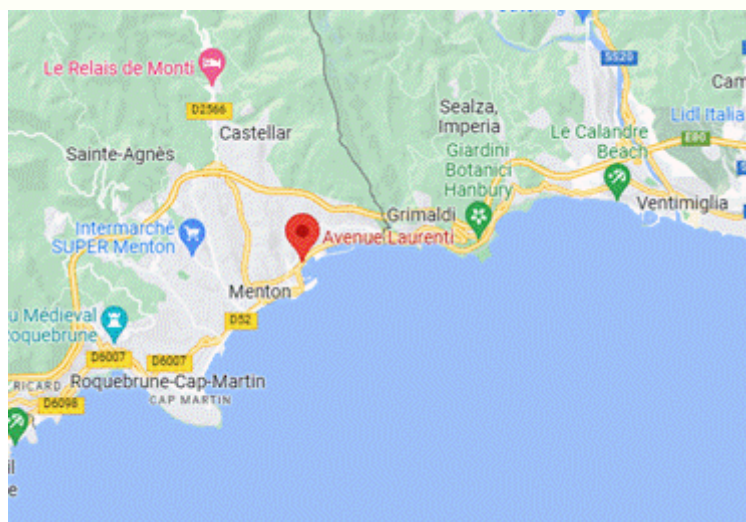 SS20
Le Relais de Monti
Cam
D2566
Sealza,
Imperia
Lidl Italia
Castellar
Le Calandre
Beach
E80
Sainte-Agnès
Giardini
Botanici
Hanbury
Ventimiglia
Intermarché
SUPER Menton
Grimaldi
Avenue Laurenti
Menton
u Médiéval
oquebrune
D52
D6007
D6007
RICARD
Roquebrune-Cap-Martin
CAP MARTIN
D6098
il
e